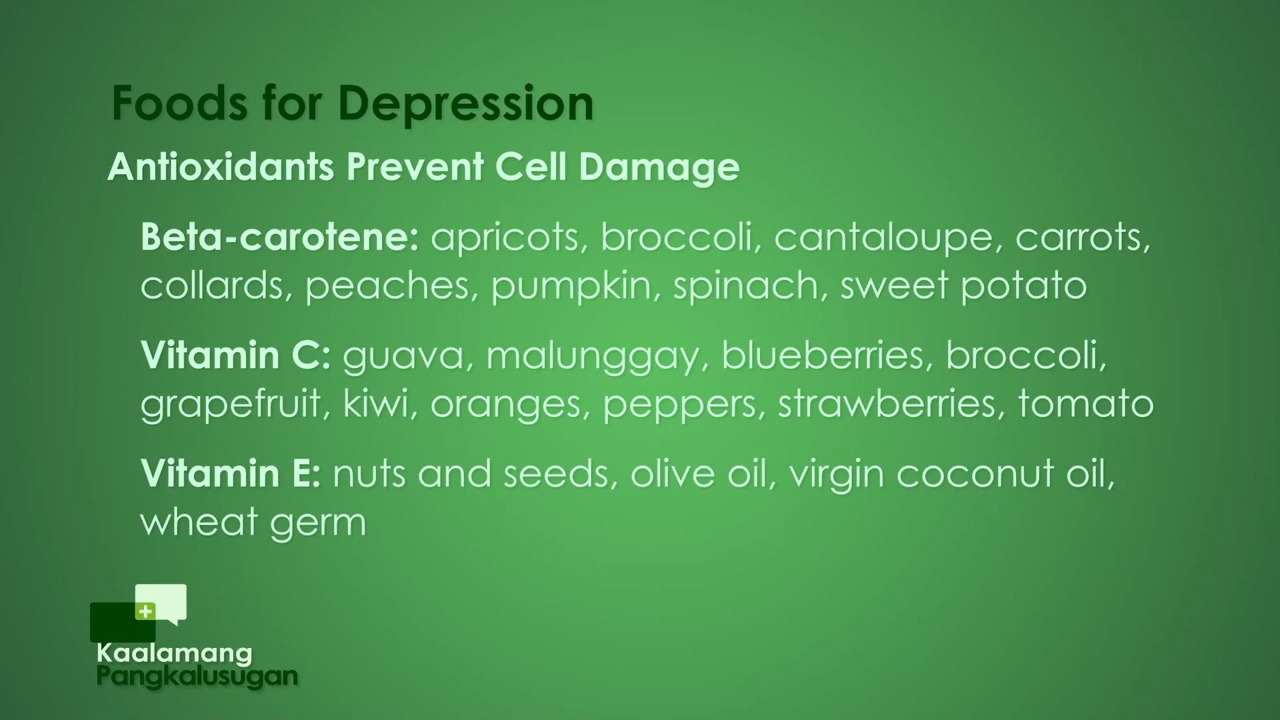 Foods for Depression
Antioxidants Prevent Cell Damage
Beta-carotene: apricots, broccoli, cantaloupe, carrots,
collards, peaches, pumpkin, spinach, sweet potato
Vitamin C: guava, malunggay, blueberries, broccoli,
grapefruit, kiwi, oranges, peppers, strawberries, tomato
Vitamin E: nuts and seeds, olive oil, virgin coconut oil,
wheat germ
Kaalamang
Pangkalusugan